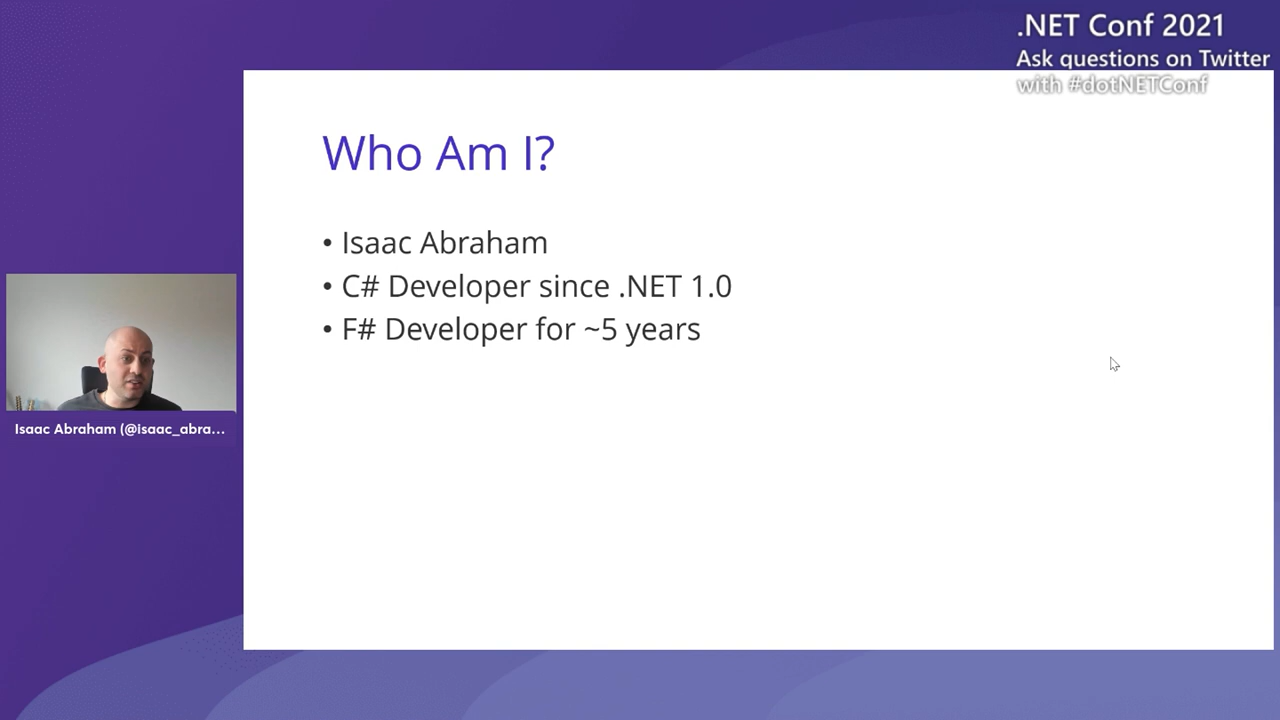 .NET Conf 2021
Ask questions on Twitter
with #dotNETConf
Who Am I?
• Isaac Abraham
• C# Developer since .NET 1.0
• F# Developer for ~5 years
Isaac Abraham (@isaac_abra...